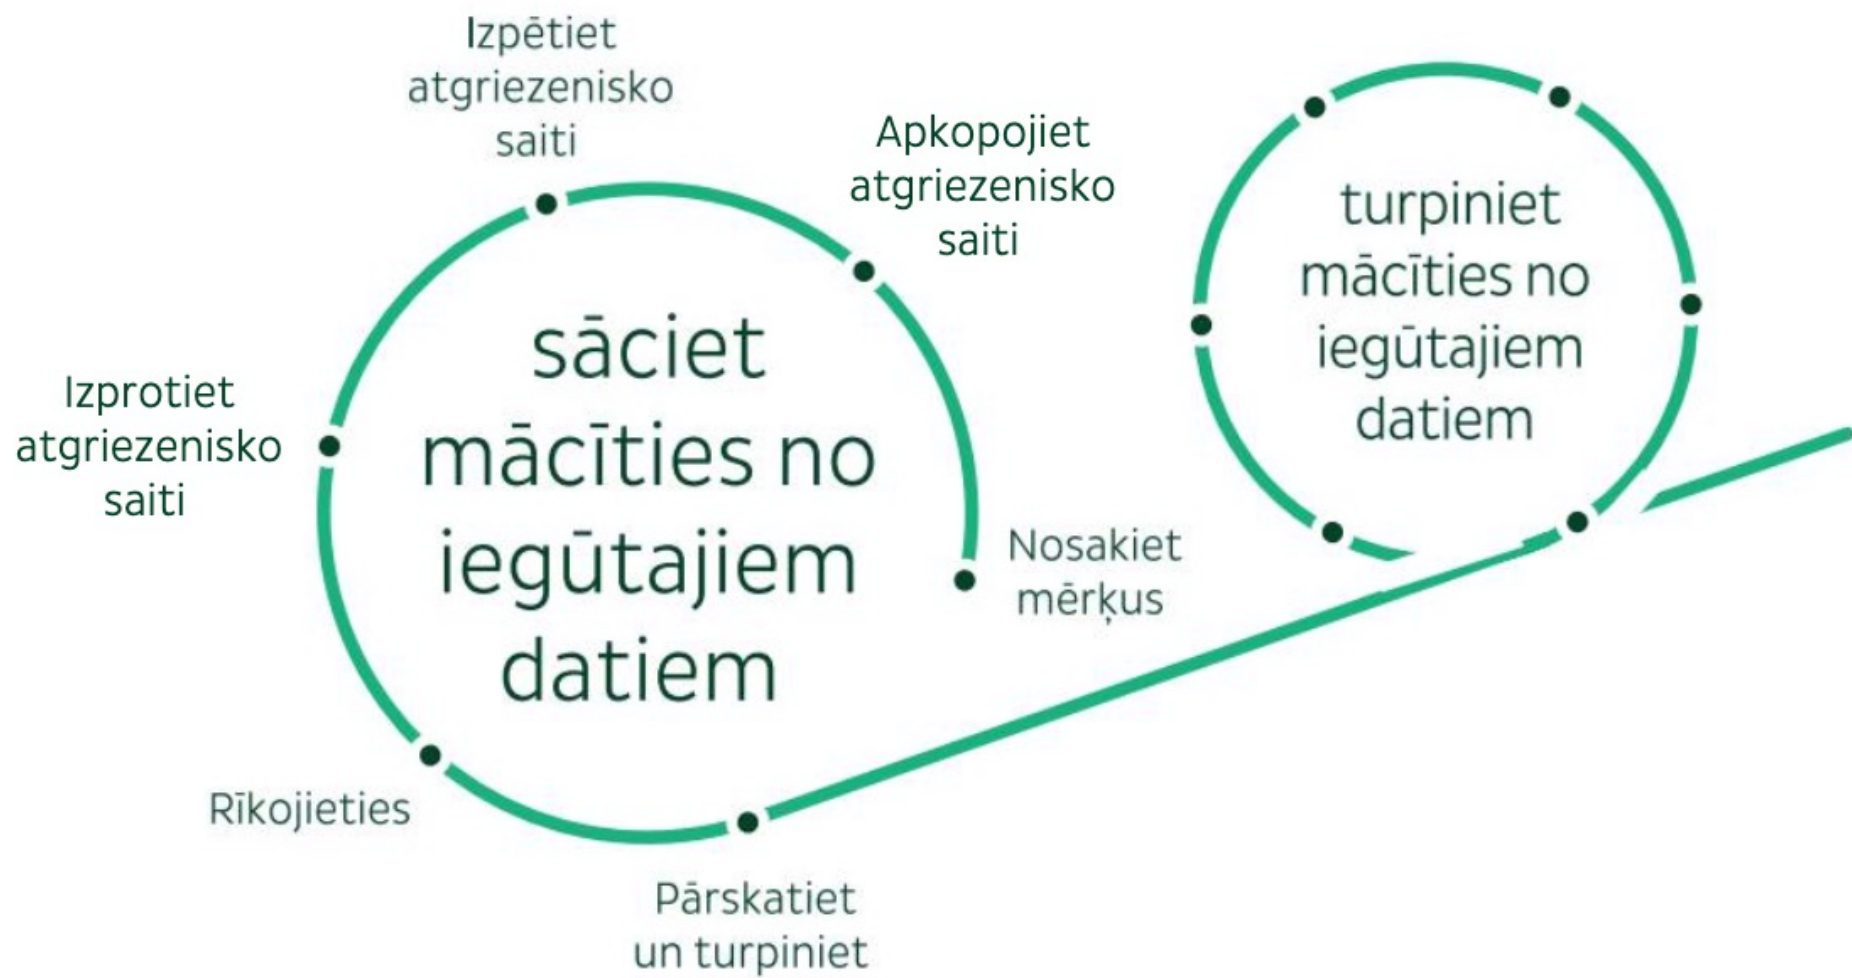 Izpētiet
atgriezenisko
saiti
Apkopojiet
atgriezenisko
saiti
turpiniet
mācīties no
iegūtajiem
datiem
sāciet
mācīties no
iegūtajiem
datiem
Izprotiet
atgriezenisko
saiti
Nosakiet
mērķus
Rīkojieties
Pārskatiet
un turpiniet